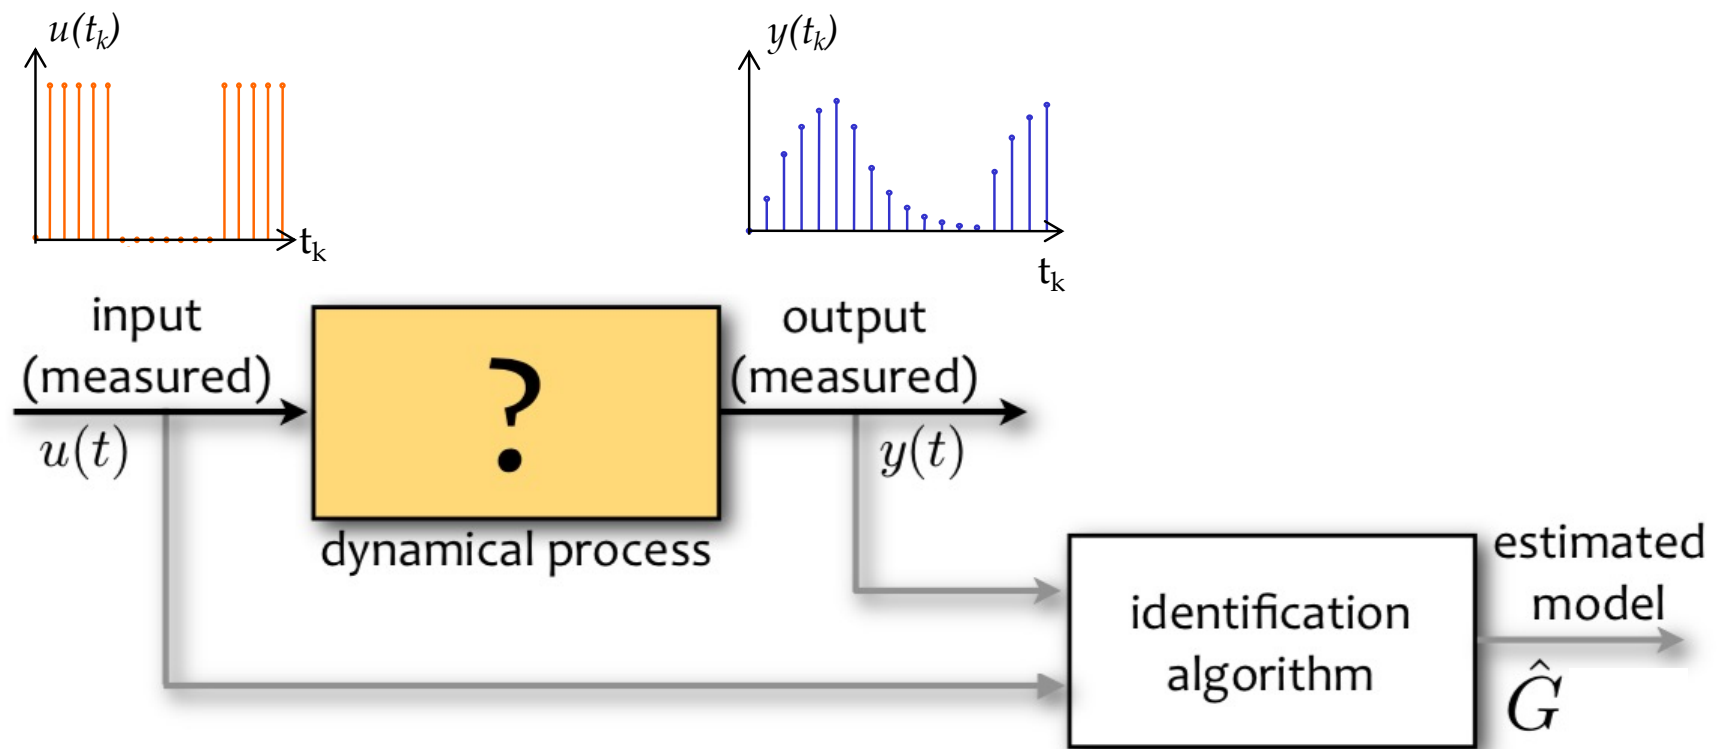 u(tₖ)
y(tₖ)
tₖ
tₖ
input
(measured)
u(t)
?
dynamical process
output
(measured)
y(t)
identification
algorithm
estimated
model
Ĝ